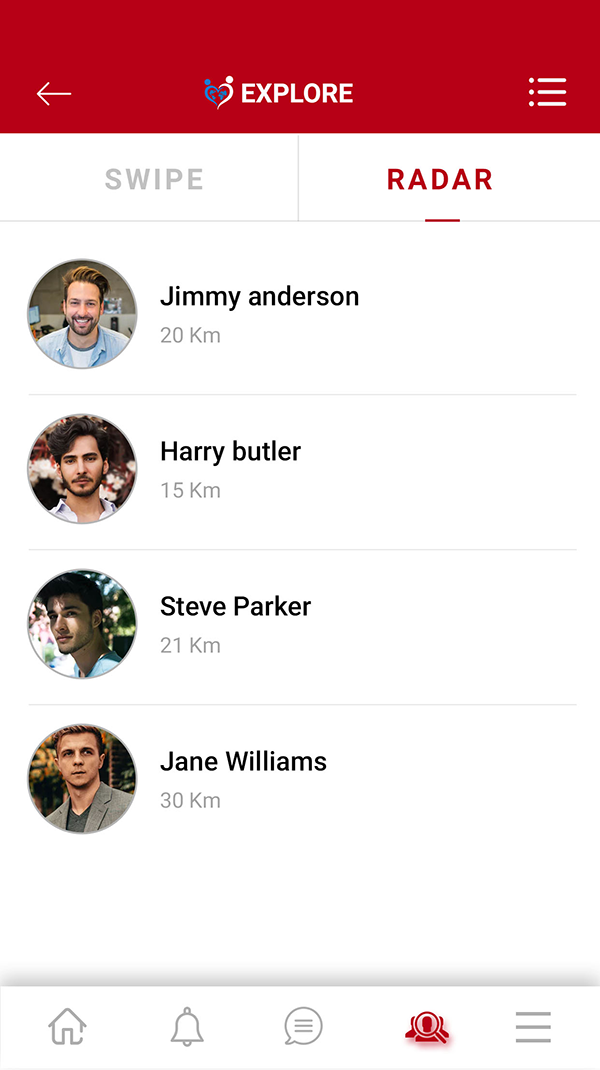 EXPLORE
SWIPE
RADAR
Jimmy anderson
20 Km
Harry butler
15 Km
Steve Parker
21 Km
Jane Williams
30 Km